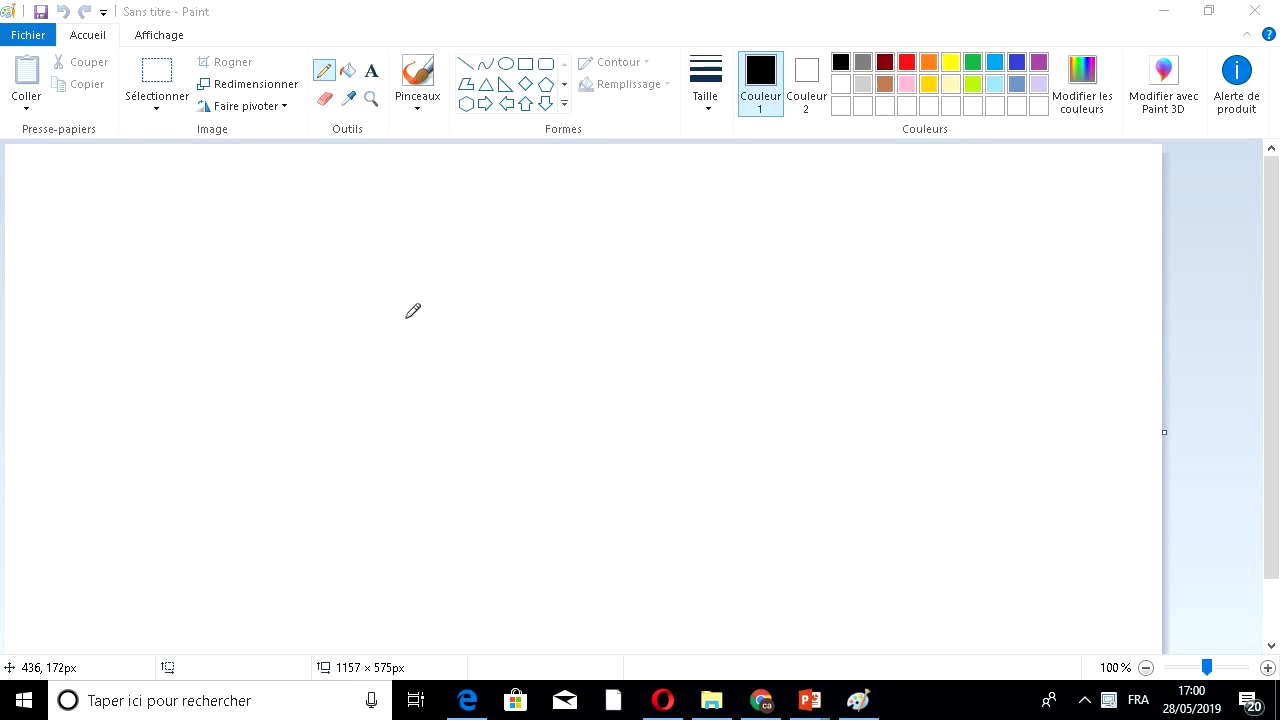 Sans titre - Paint
Fichier Accueil Affichage
Coller
Couper
Copier
Presse-papiers
Sélectionner
Redimensionner
Faire pivoter
Image
A
Outils
Pinceaux
Contour
Remplissage
Formes
Taille
Couleur 1
Couleur 2
Modifier les couleurs
Couleurs
Modifier avec Paint 3D
Alerte de produit
436, 172px
1157 × 575px
100 %
Taper ici pour rechercher
ca
FRA
17:00
28/05/2019
20